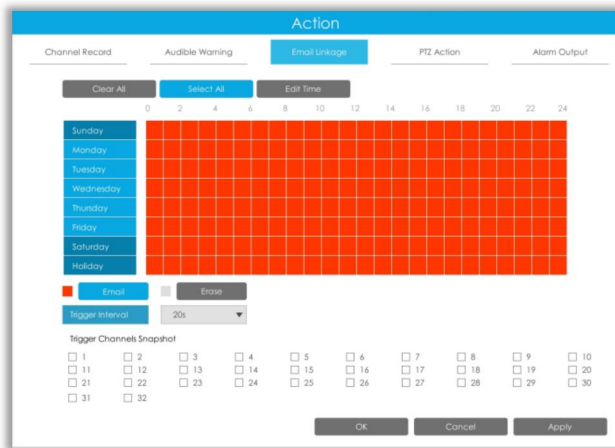 Action
Channel Record Audible Warning Email Linkage PTZ Action Alarm Output
Clear All Select All Edit Time
0 2 4 6 8 10 12 14 16 18 20 22 24
Sunday
Monday
Tuesday
Wednesday
Thursday
Friday
Saturday
Holiday
Email Erase
Trigger Interval 20s
Trigger Channels Snapshot
1 2 3 4 5 6 7 8 9 10
11 12 13 14 15 16 17 18 19 20
21 22 23 24 25 26 27 28 29 30
31 32
OK Cancel Apply